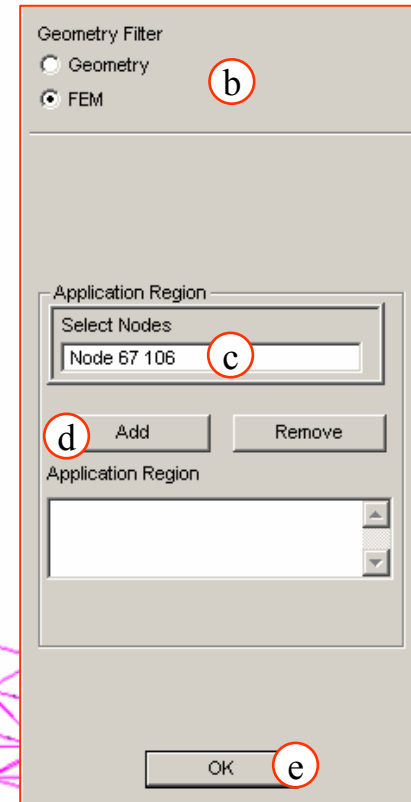 Geometry Filter
Geometry
b
FEM
Application Region
Select Nodes
Node 67 106
c
d
Add
Remove
Application Region
OK
e